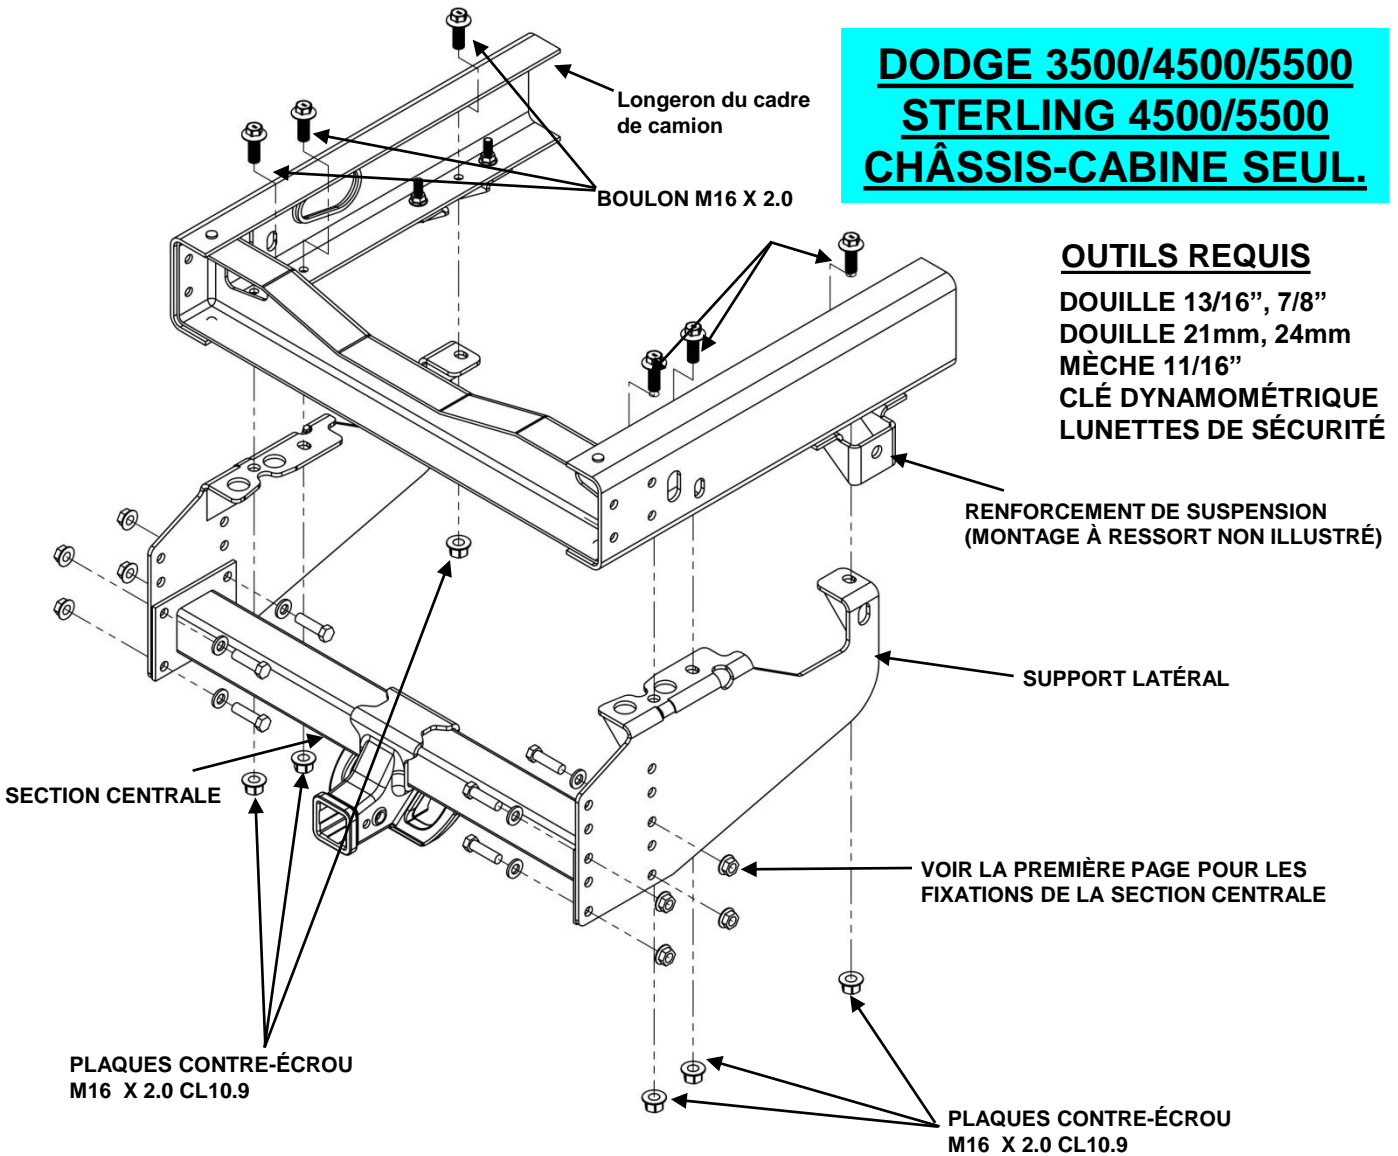 DODGE 3500/4500/5500
STERLING 4500/5500
CHÂSSIS-CABINE SEUL.
Longeron du cadre
de camion
BOULON M16 X 2.0
OUTILS REQUIS
DOUILLE 13/16”, 7/8”
DOUILLE 21mm, 24mm
MÈCHE 11/16”
CLÉ DYNAMOMÉTRIQUE
LUNETTES DE SÉCURITÉ
RENFORCEMENT DE SUSPENSION
(MONTAGE À RESSORT NON ILLUSTRÉ)
SUPPORT LATÉRAL
SECTION CENTRALE
VOIR LA PREMIÈRE PAGE POUR LES
FIXATIONS DE LA SECTION CENTRALE
PLAQUES CONTRE-ÉCROU
M16 X 2.0 CL10.9
PLAQUES CONTRE-ÉCROU
M16 X 2.0 CL10.9